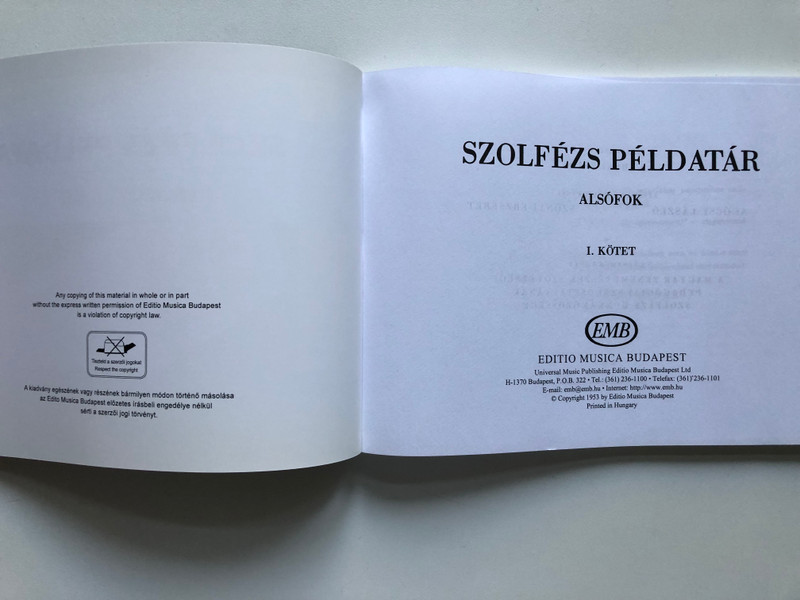 Any copying of this material in whole or in part
without the express written permission of Editio Musica Budapest
is a violation of copyright law.
Tiszteld a szerzői jogokat
Respect the copyright
A kiadvány egészének vagy részének bármilyen módon történő másolása
az Edito Musica Budapest előzetes írásbeli engedélye nélkül
sérti a szerzői jogi törvényt.
SZOLFÉZS PÉLDATÁR
ALSÓFOK
I. KÖTET
EMB
EDITIO MUSICA BUDAPEST
Universal Music Publishing Editio Musica Budapest Ltd
H-1370 Budapest, P.O.B. 322 • Tel.: (361) 236-1100 • Telefax: (361) 236-1101
E-mail: emb@emb.hu • Internet: http://www.emb.hu
© Copyright 1953 by Editio Musica Budapest
Printed in Hungary